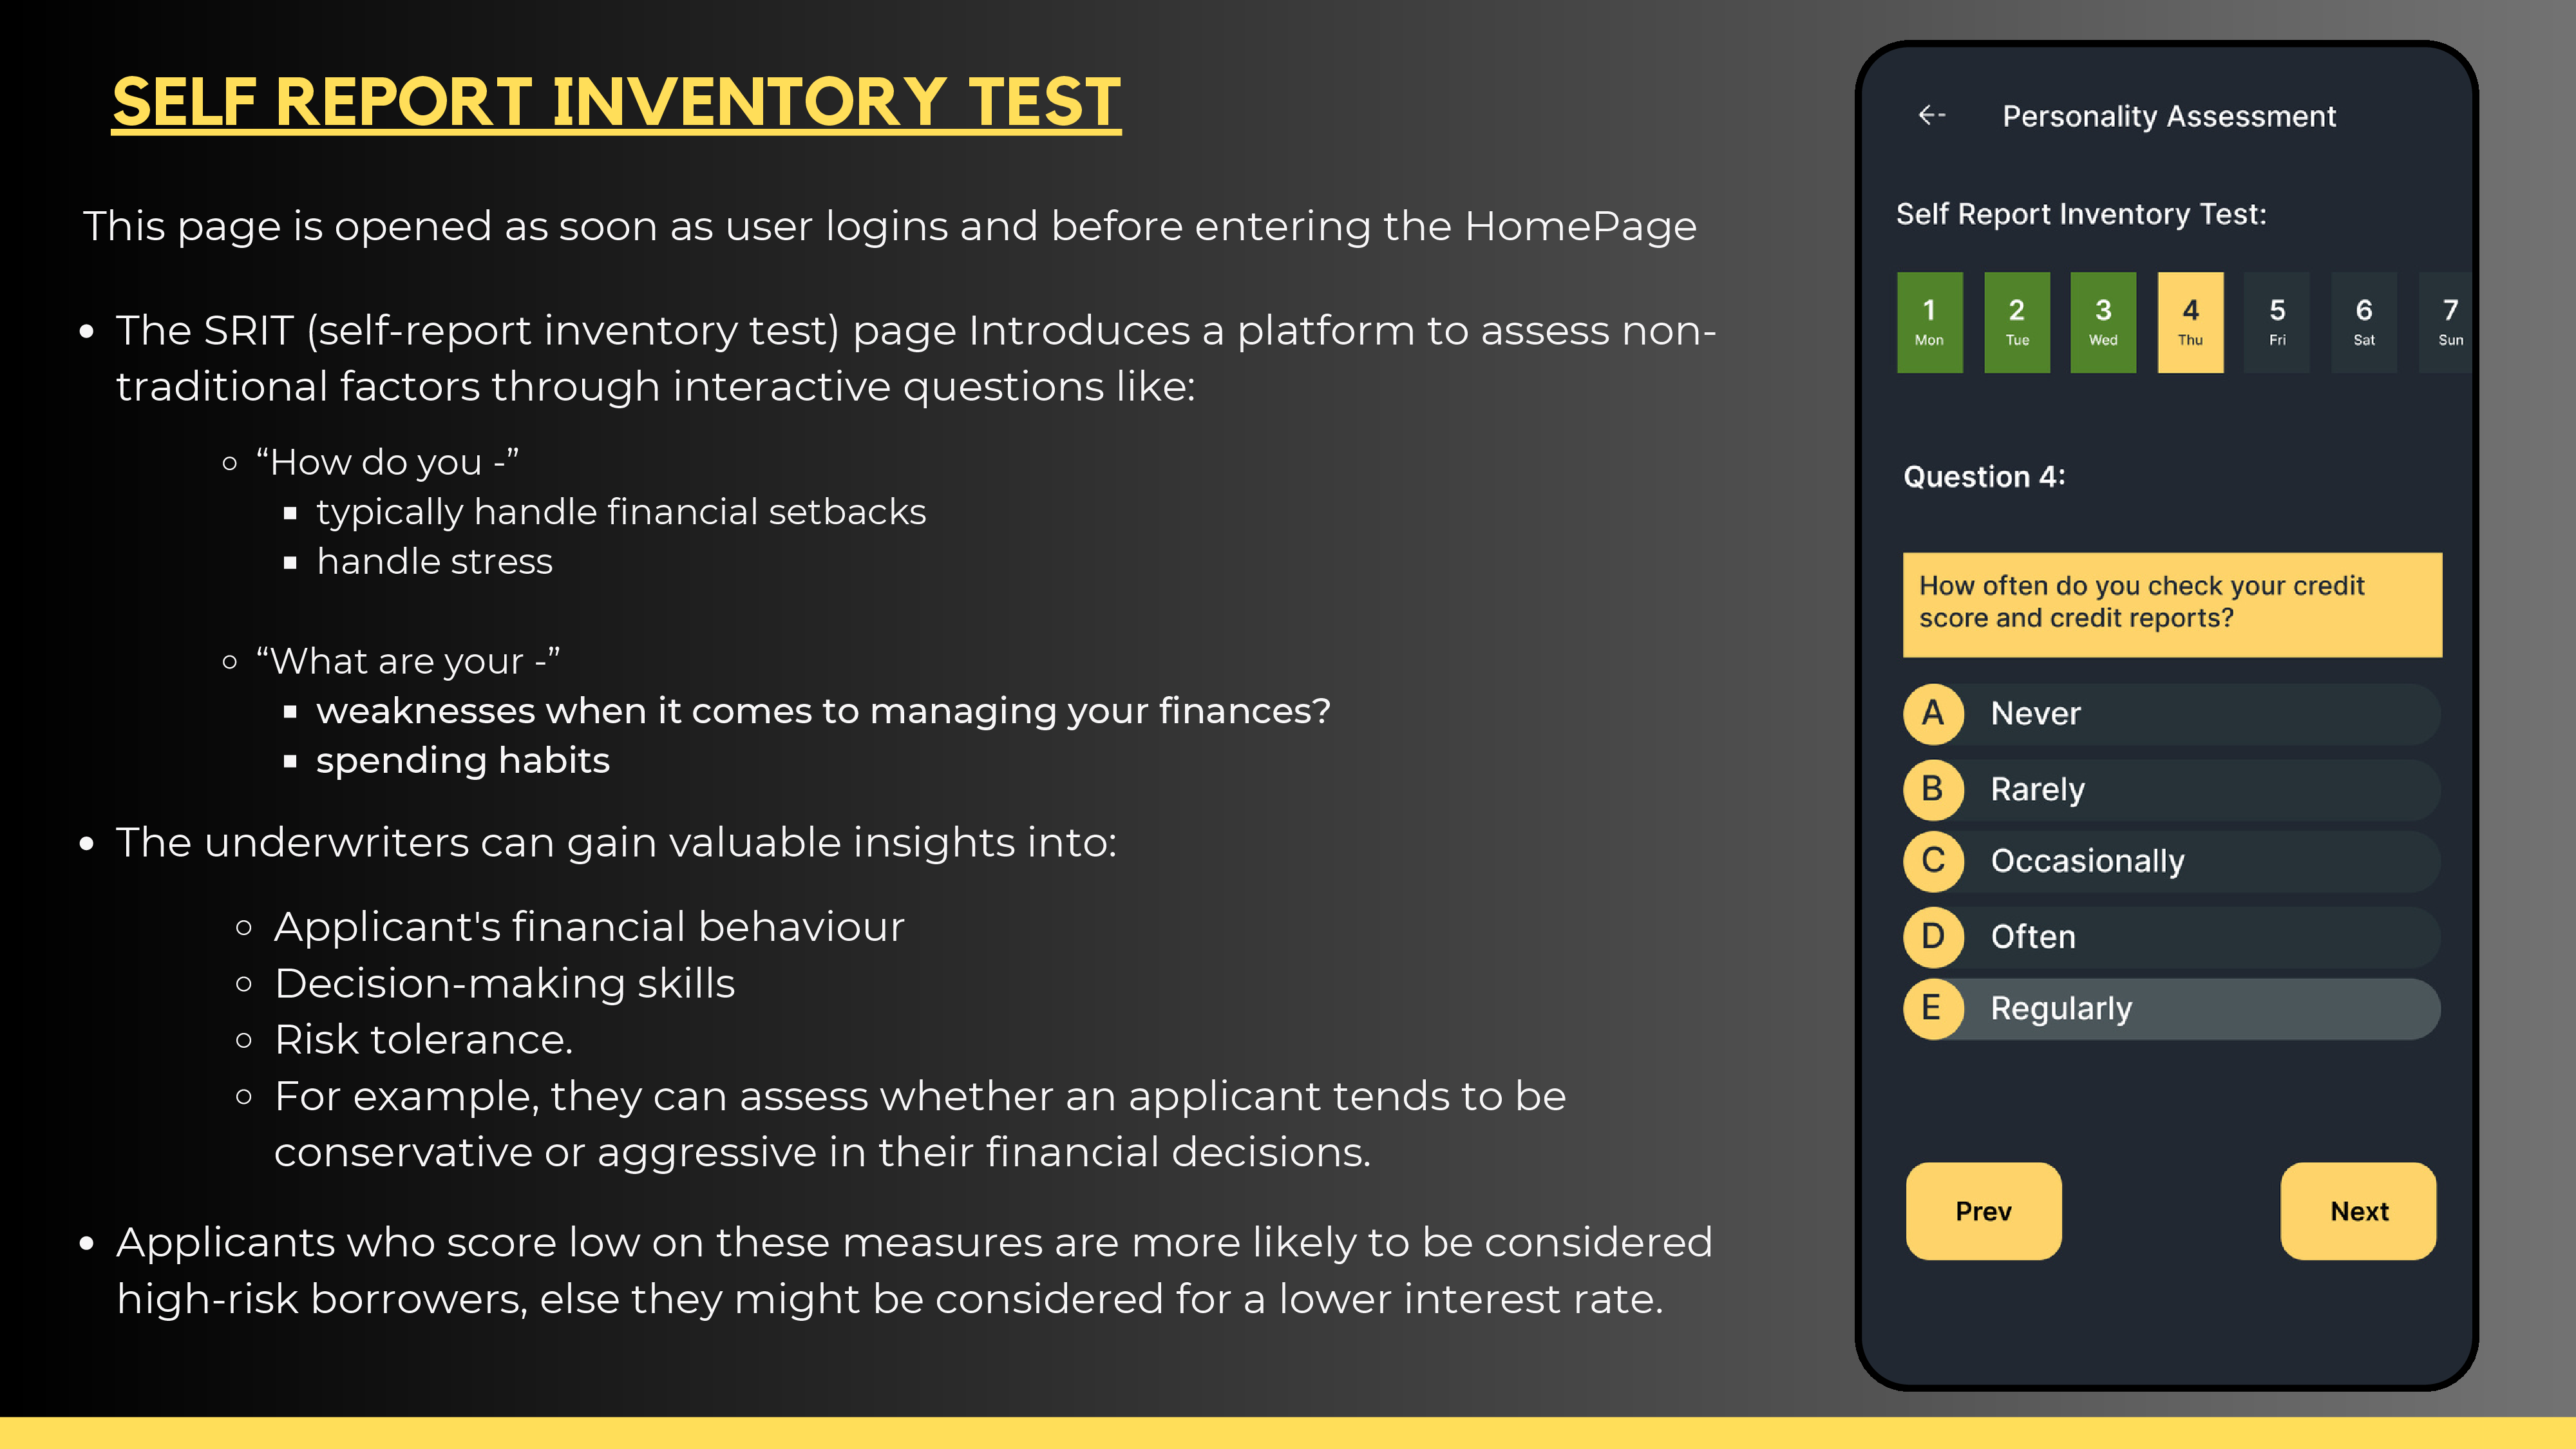 SELF REPORT INVENTORY TEST
This page is opened as soon as user logins and before entering the HomePage
• The SRIT (self-report inventory test) page Introduces a platform to assess non-
traditional factors through interactive questions like:
“How do you -”
typically handle financial setbacks
handle stress
“What are your -”
weaknesses when it comes to managing your finances?
spending habits
• The underwriters can gain valuable insights into:
Applicant's financial behaviour
Decision-making skills
Risk tolerance.
For example, they can assess whether an applicant tends to be
conservative or aggressive in their financial decisions.
• Applicants who score low on these measures are more likely to be considered
high-risk borrowers, else they might be considered for a lower interest rate.
Personality Assessment
Self Report Inventory Test:
1 2 3 4 5 6 7
Mon Tue Wed Thu Fri Sat Sun
Question 4:
How often do you check your credit
score and credit reports?
A Never
B Rarely
C Occasionally
D Often
E Regularly
Prev Next